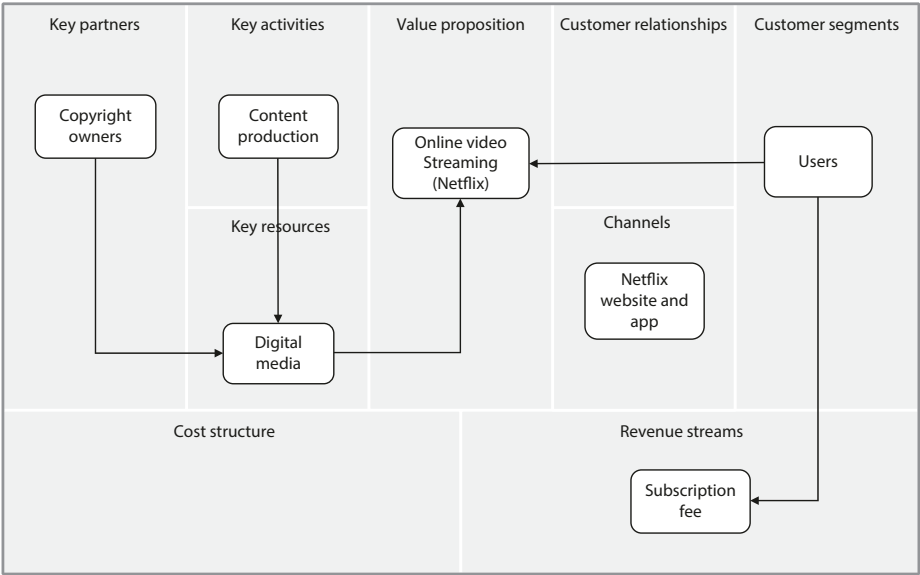 Key partners
Key activities
Value proposition
Customer relationships
Customer segments
Copyright
owners
Content
production
Online video
Streaming
(Netflix)
Users
Key resources
Channels
Digital
media
Netflix
website and
app
Cost structure
Revenue streams
Subscription
fee